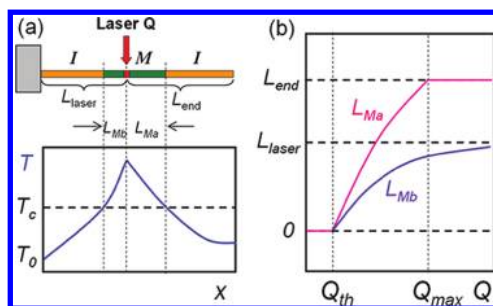 (a)
Laser Q
I M I
L_laser
L_end
L_Mb
L_Ma
T
T_c
T_0
X
(b)
L_end
L_Ma
L_laser
L_Mb
0
Q_th
Q_max
Q